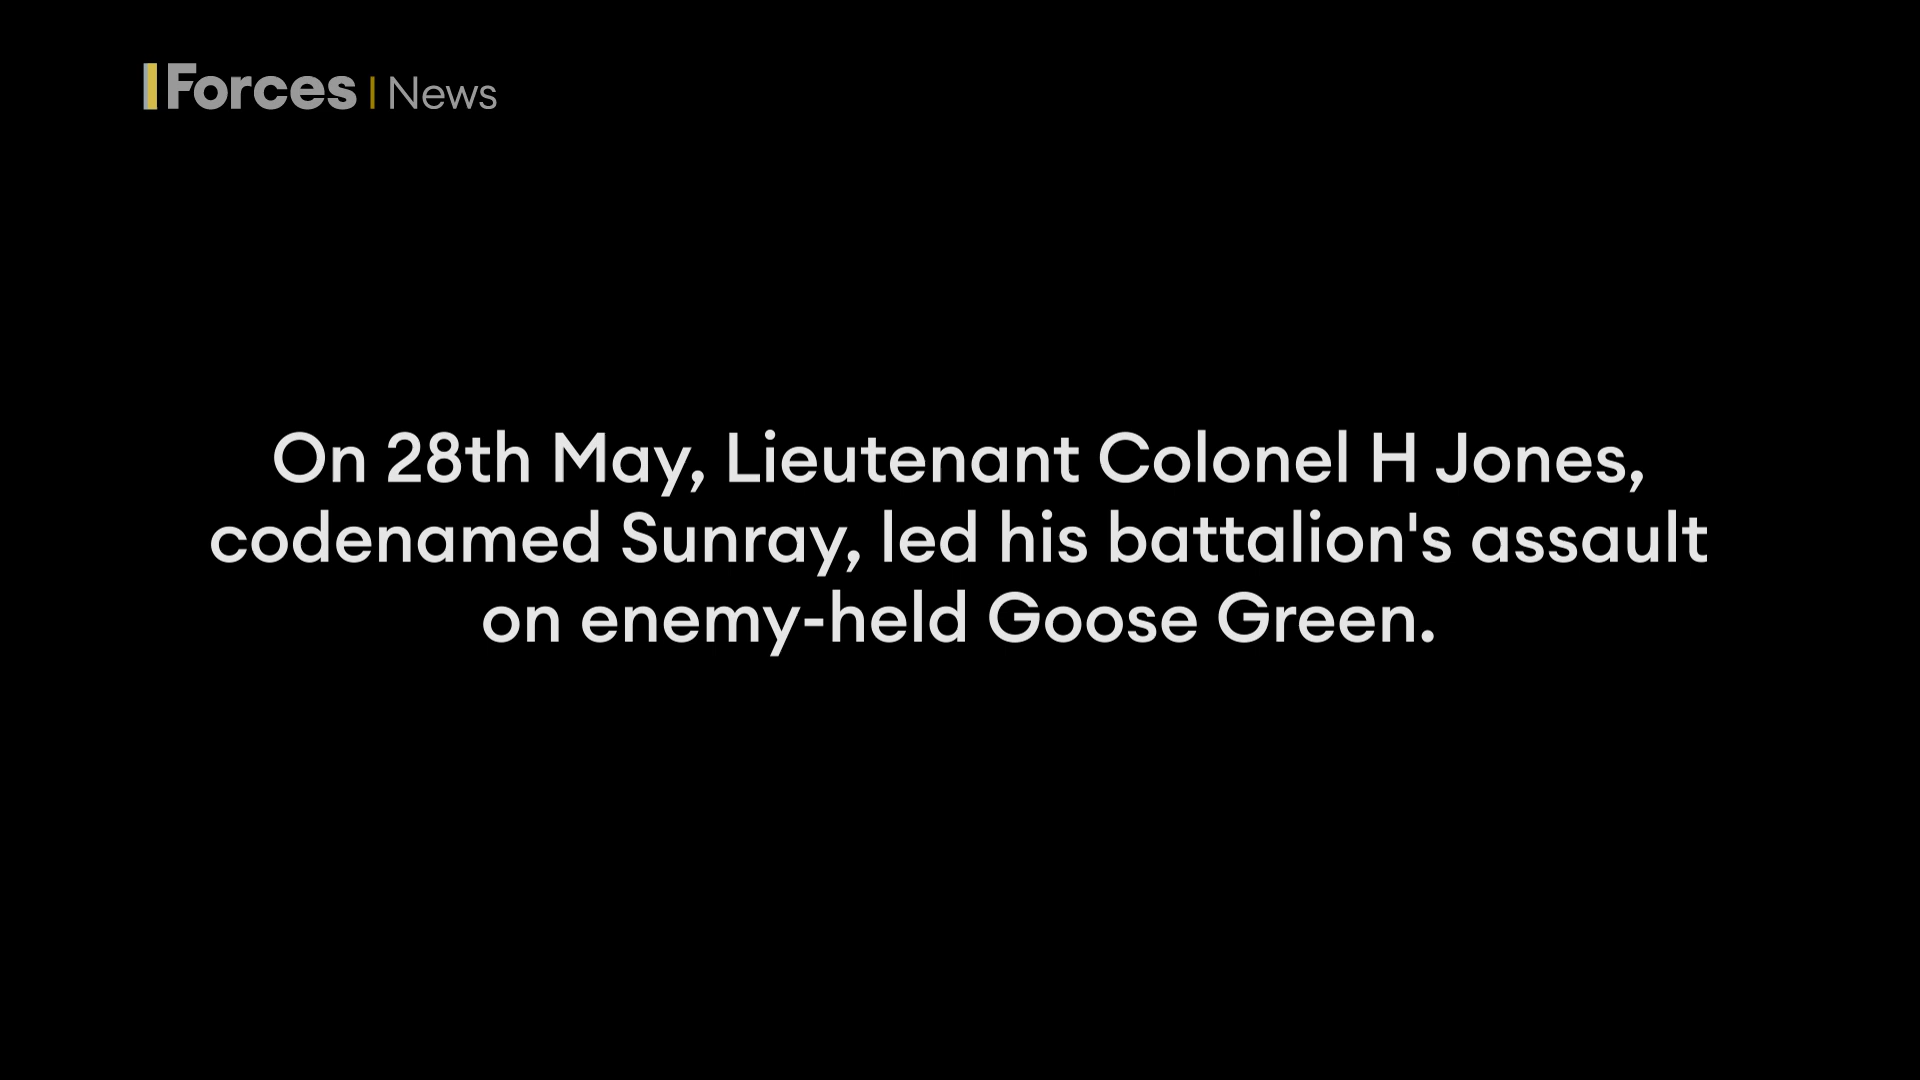 Forces | News
On 28th May, Lieutenant Colonel H Jones,
codenamed Sunray, led his battalion's assault
on enemy-held Goose Green.